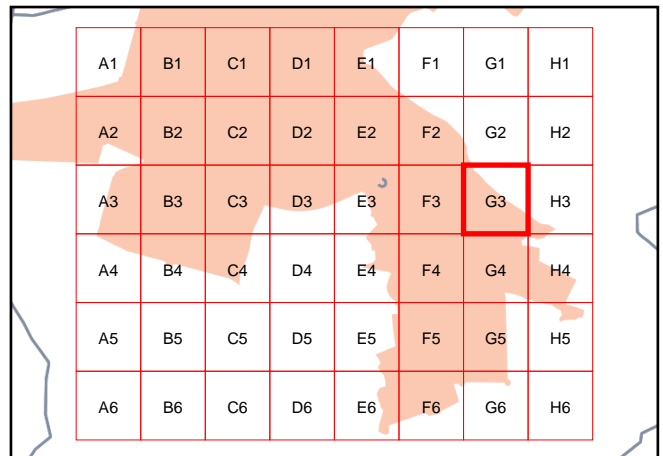 A1 B1 C1 D1 E1 F1 G1 H1
A2 B2 C2 D2 E2 F2 G2 H2
A3 B3 C3 D3 E3 F3 G3 H3
A4 B4 C4 D4 E4 F4 G4 H4
A5 B5 C5 D5 E5 F5 G5 H5
A6 B6 C6 D6 E6 F6 G6 H6